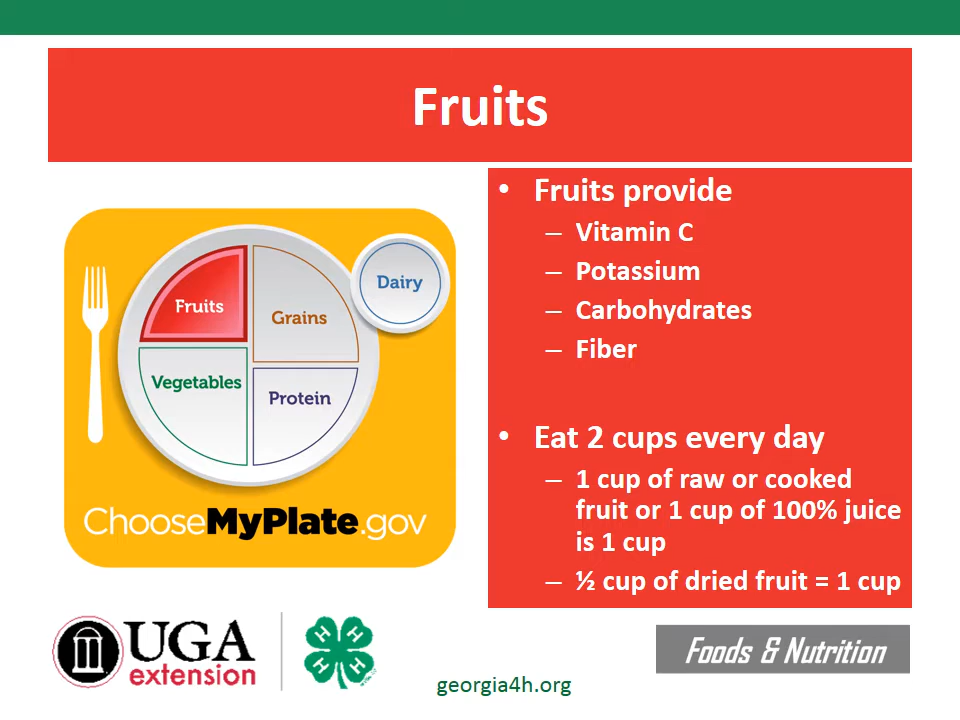 Fruits
• Fruits provide
– Vitamin C
– Potassium
– Carbohydrates
– Fiber
• Eat 2 cups every day
– 1 cup of raw or cooked
fruit or 1 cup of 100% juice
is 1 cup
– ½ cup of dried fruit = 1 cup
Fruits
Grains
Dairy
Vegetables
Protein
ChooseMyPlate.gov
UGA
extension
H H
H H
georgia4h.org
Foods & Nutrition